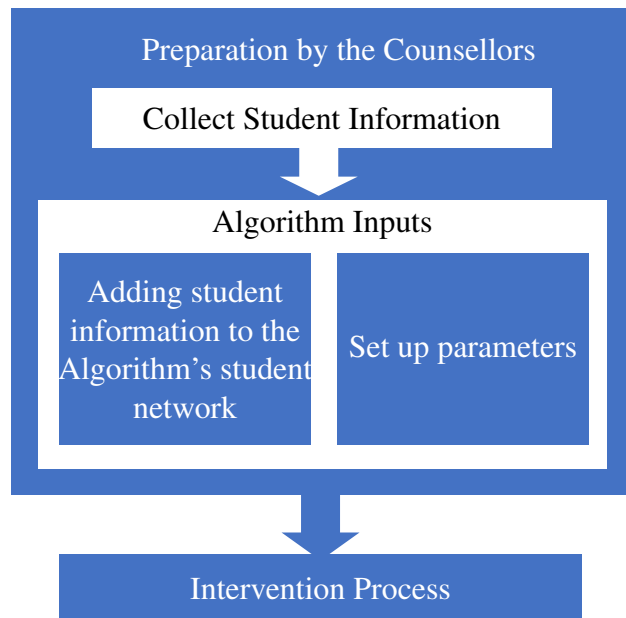 Preparation by the Counsellors
Collect Student Information
Algorithm Inputs
Adding student
information to the
Algorithm's student
network
Set up parameters
Intervention Process